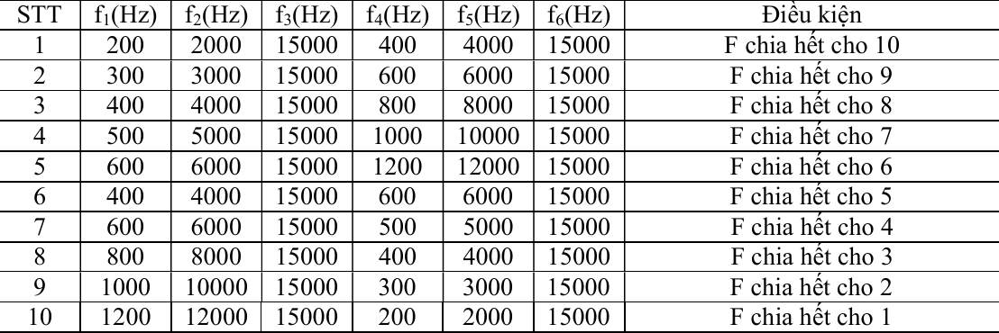 STT f₁(Hz) f₂(Hz) f₃(Hz) f₄(Hz) f₅(Hz) f₆(Hz) Điều kiện
1 200 2000 15000 400 4000 15000 F chia hết cho 10
2 300 3000 15000 600 6000 15000 F chia hết cho 9
3 400 4000 15000 800 8000 15000 F chia hết cho 8
4 500 5000 15000 1000 10000 15000 F chia hết cho 7
5 600 6000 15000 1200 12000 15000 F chia hết cho 6
6 400 4000 15000 600 6000 15000 F chia hết cho 5
7 600 6000 15000 500 5000 15000 F chia hết cho 4
8 800 8000 15000 400 4000 15000 F chia hết cho 3
9 1000 10000 15000 300 3000 15000 F chia hết cho 2
10 1200 12000 15000 200 2000 15000 F chia hết cho 1